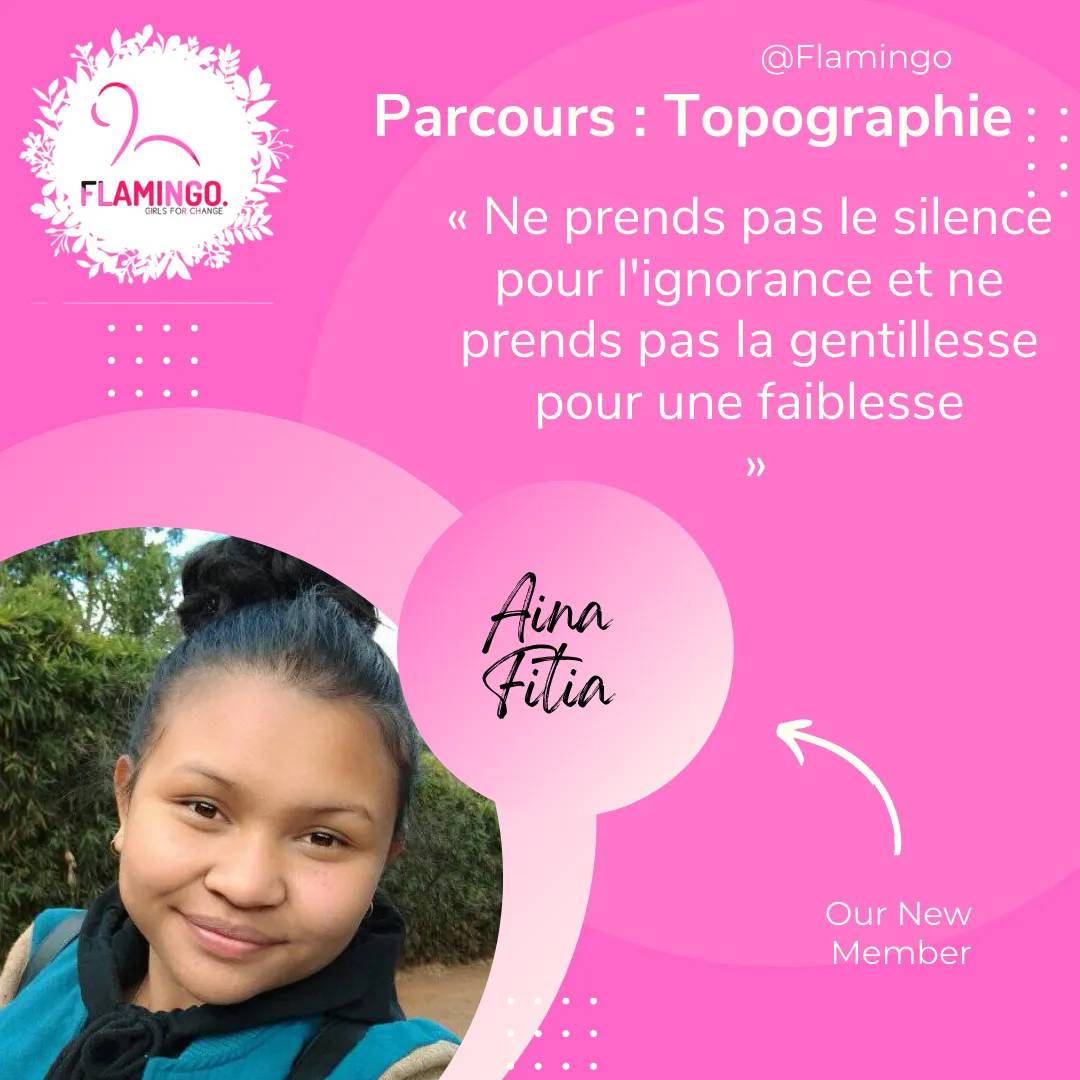 @Flamingo
Parcours : Topographie
FLAMINGO.
GIRLS FOR CHANGE
« Ne prends pas le silence
pour l'ignorance et ne
prends pas la gentillesse
pour une faiblesse
»
Aina
Fitia
Our New
Member